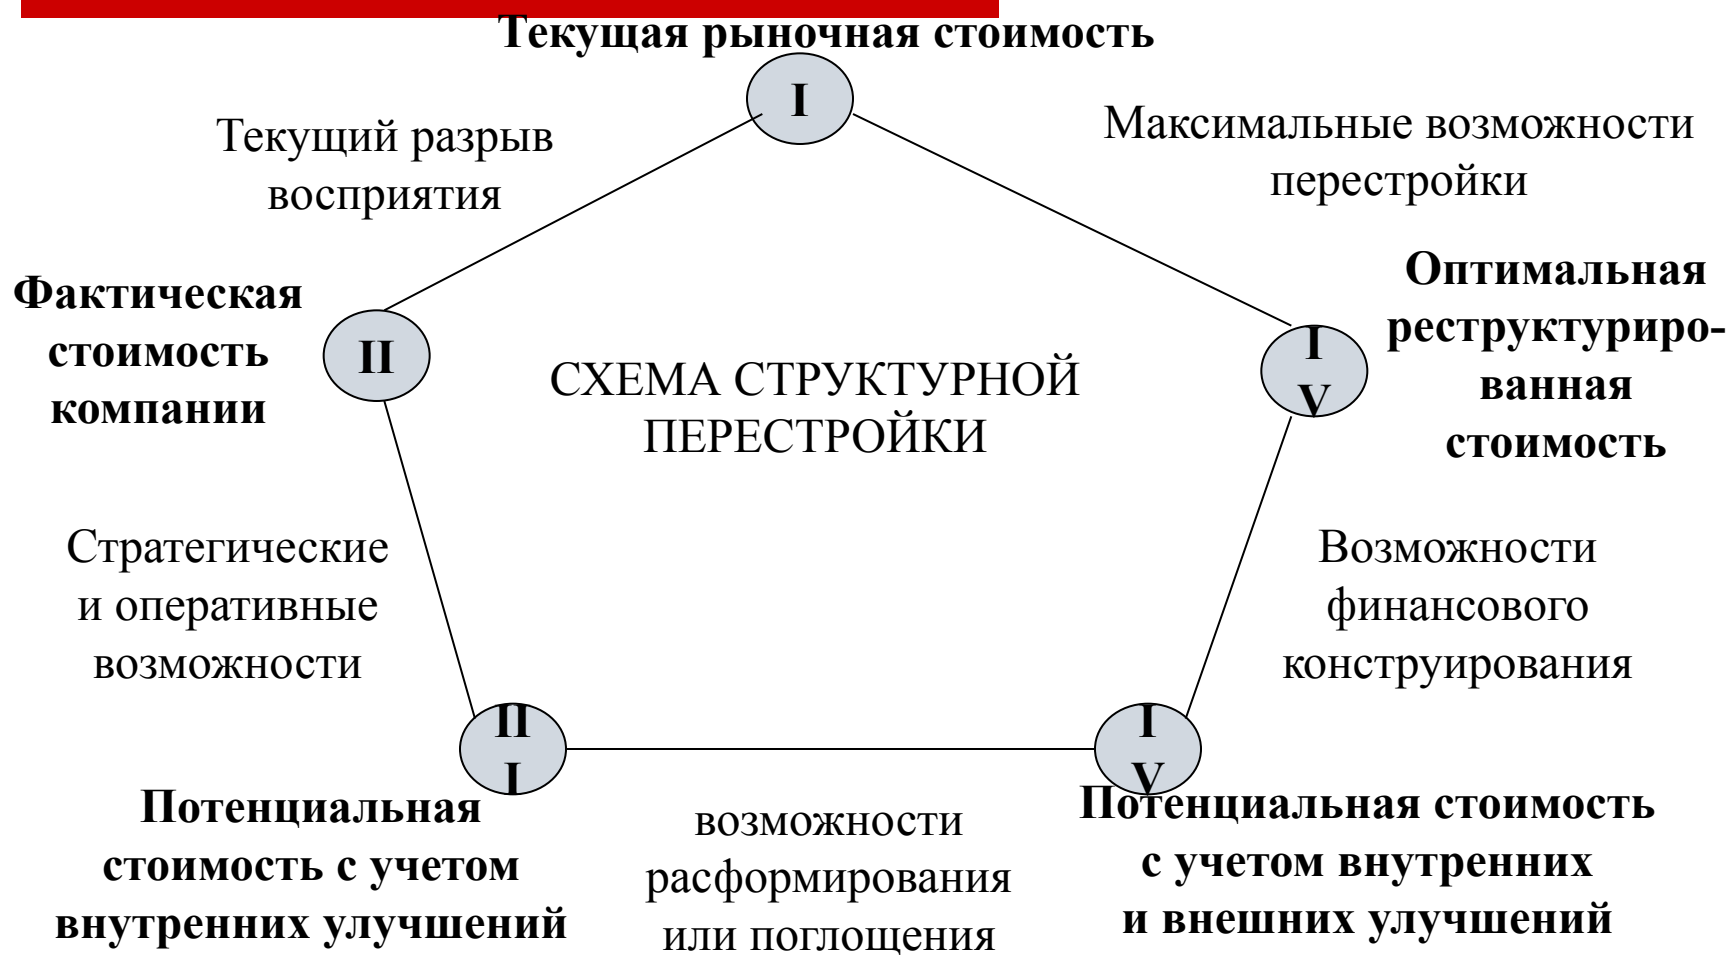 Текущая рыночная стоимость
I
Текущий разрыв
восприятия
Максимальные возможности
перестройки
Фактическая
стоимость
компании
II
СХЕМА СТРУКТУРНОЙ
ПЕРЕСТРОЙКИ
I
V
Оптимальная
реструктуриро-
ванная
стоимость
Стратегические
и оперативные
возможности
Возможности
финансового
конструирования
II
I
I
V
Потенциальная
стоимость с учетом
внутренних улучшений
возможности
расформирования
или поглощения
Потенциальная стоимость
с учетом внутренних
и внешних улучшений